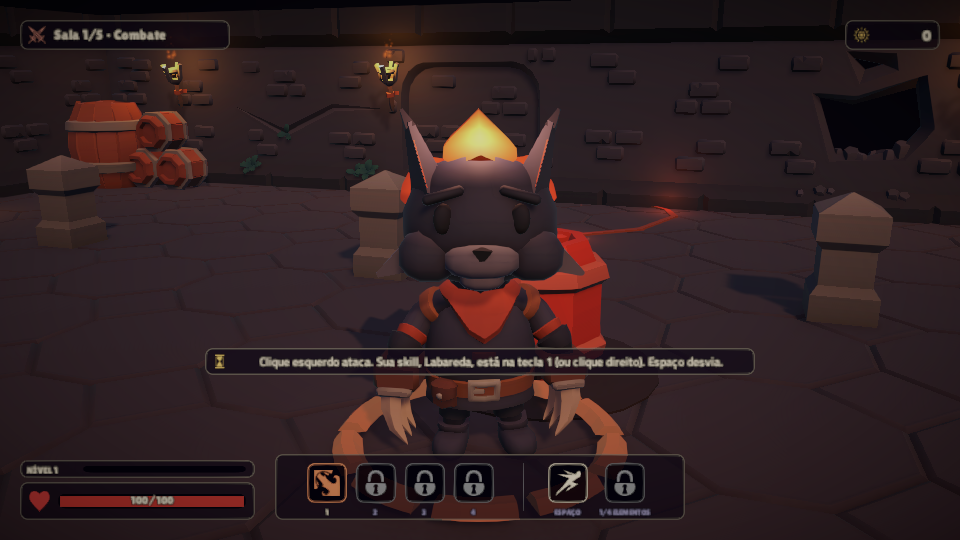 Sala 1/5 - Combate
0
Clique esquerdo ataca. Sua skill, Labareda, está na tecla 1 (ou clique direito). Espaço desvia.
NÍVEL 1
100/100
1
2
3
4
ESPAÇO
1/4 ELEMENTOS